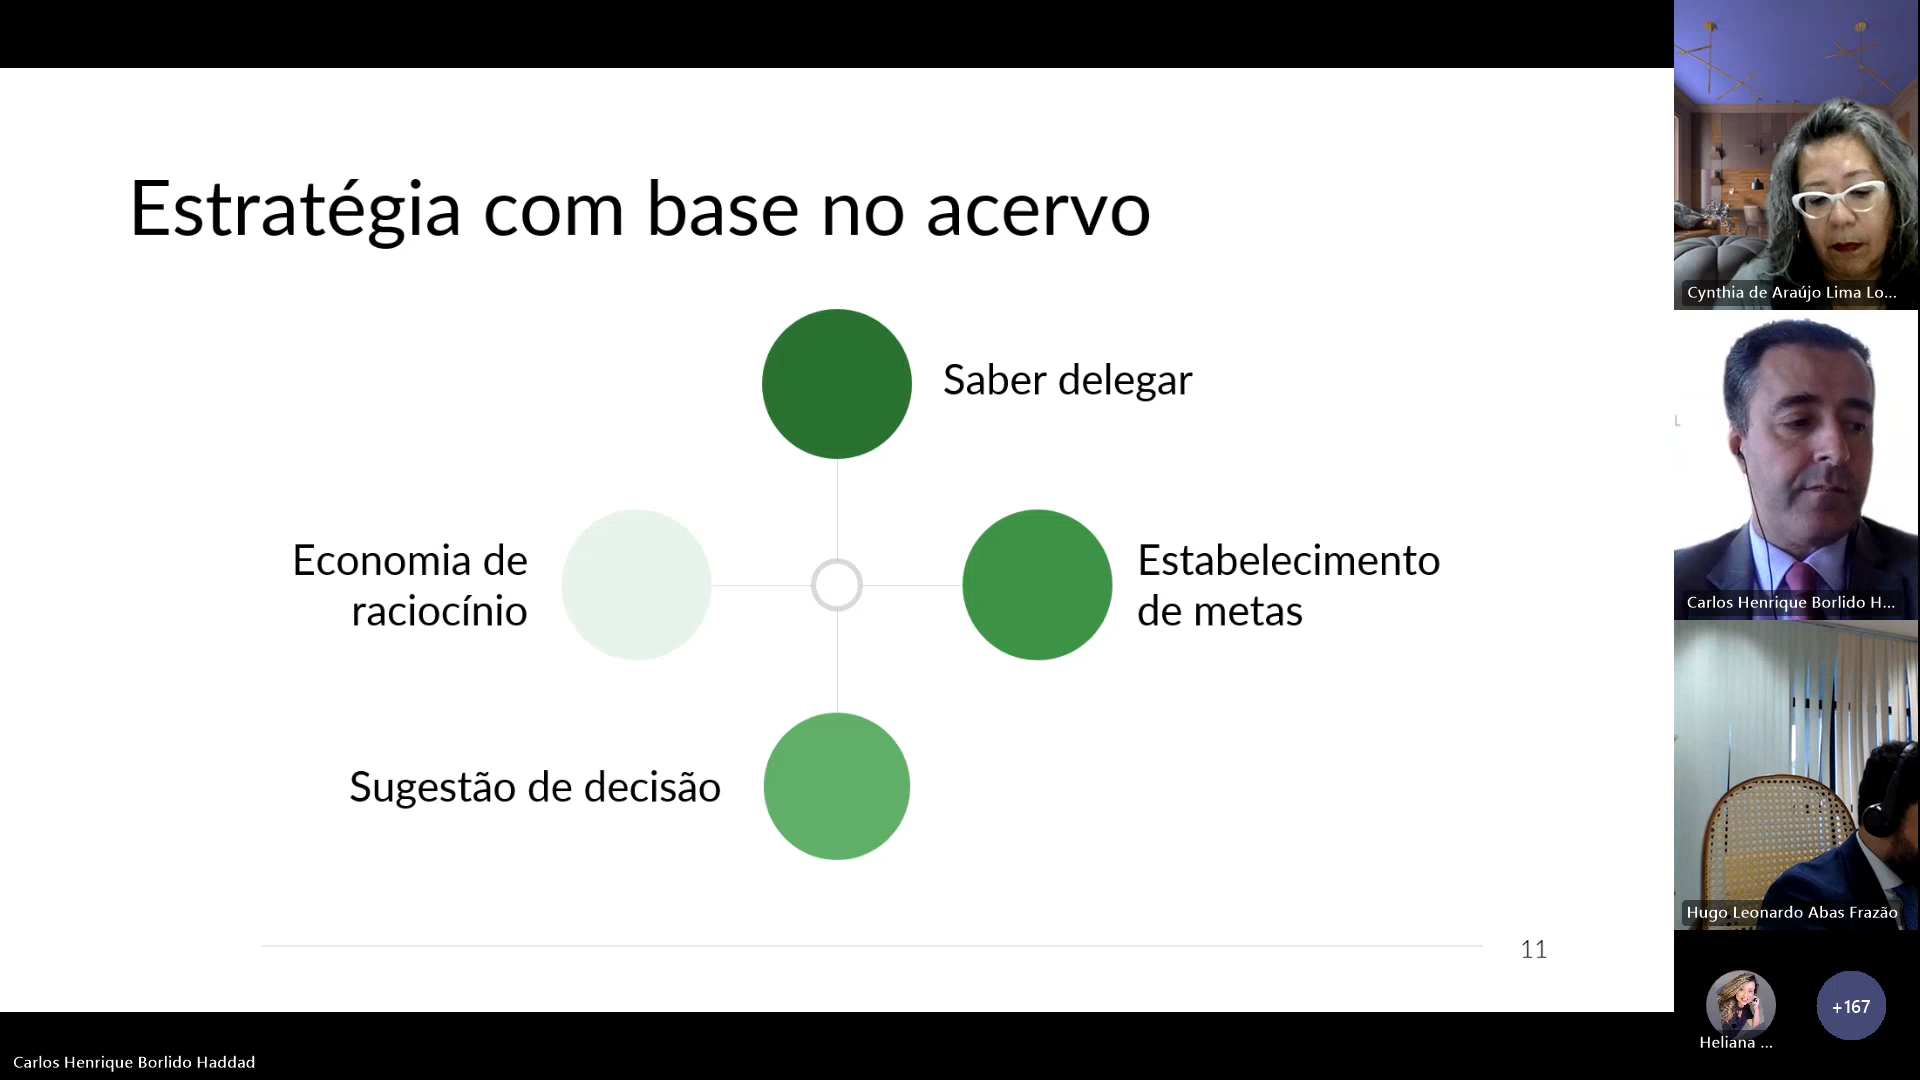 Estratégia com base no acervo
Saber delegar
Economia de
raciocínio
Estabelecimento
de metas
Sugestão de decisão
11
Cynthia de Araújo Lima Lo...
L
Carlos Henrique Borlido H...
Hugo Leonardo Abas Frazão
Heliana ...
+167
Carlos Henrique Borlido Haddad